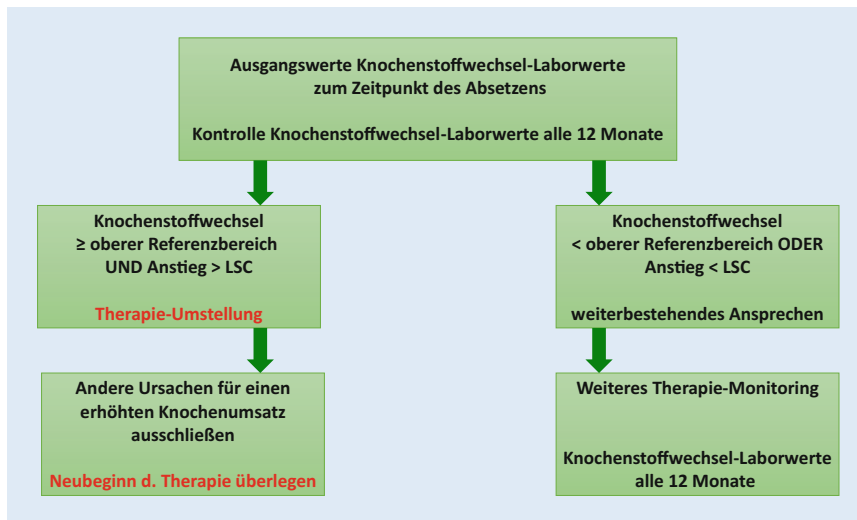 Ausgangswerte Knochenstoffwechsel-Laborwerte
zum Zeitpunkt des Absetzens
Kontrolle Knochenstoffwechsel-Laborwerte alle 12 Monate
Knochenstoffwechsel
≥ oberer Referenzbereich
UND Anstieg > LSC
Therapie-Umstellung
Knochenstoffwechsel
< oberer Referenzbereich ODER
Anstieg < LSC
weiterbestehendes Ansprechen
Andere Ursachen für einen
erhöhten Knochenumsatz
ausschließen
Neubeginn d. Therapie überlegen
Weiteres Therapie-Monitoring
Knochenstoffwechsel-Laborwerte
alle 12 Monate